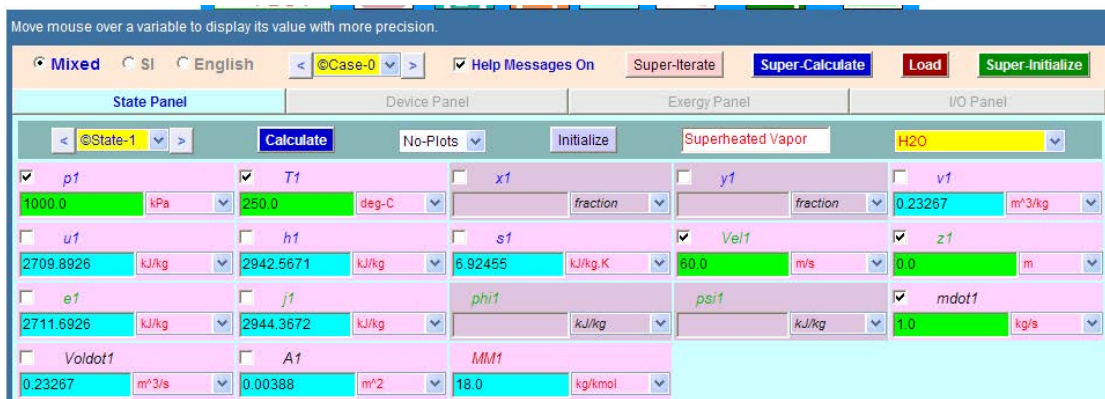 Move mouse over a variable to display its value with more precision.
Mixed SI English < ©Case-0 > Help Messages On Super-Iterate Super-Calculate Load Super-Initialize
State Panel Device Panel Exergy Panel I/O Panel
< ©State-1 > Calculate No-Plots Initialize Superheated Vapor H2O
p1 T1 x1 y1 v1
1000.0 kPa 250.0 deg-C fraction fraction 0.23267 m^3/kg
u1 h1 s1 Vel1 z1
2709.8926 kJ/kg 2942.5671 kJ/kg 6.92455 kJ/kg.K 60.0 m/s 0.0 m
e1 j1 phi1 psi1 mdot1
2711.6926 kJ/kg 2944.3672 kJ/kg kJ/kg kJ/kg 1.0 kg/s
Voldot1 A1 MM1
0.23267 m^3/s 0.00388 m^2 18.0 kg/kmol